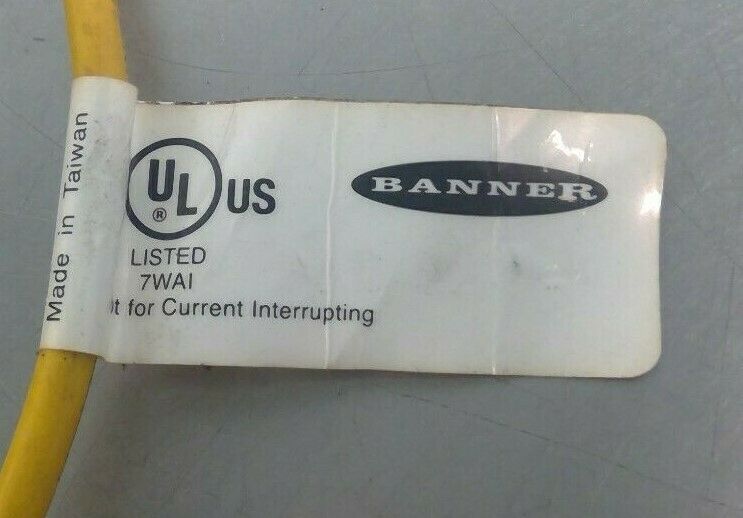 Made in Taiwan
UL US
®
LISTED
7WAI
for Current Interrupting
BANNER